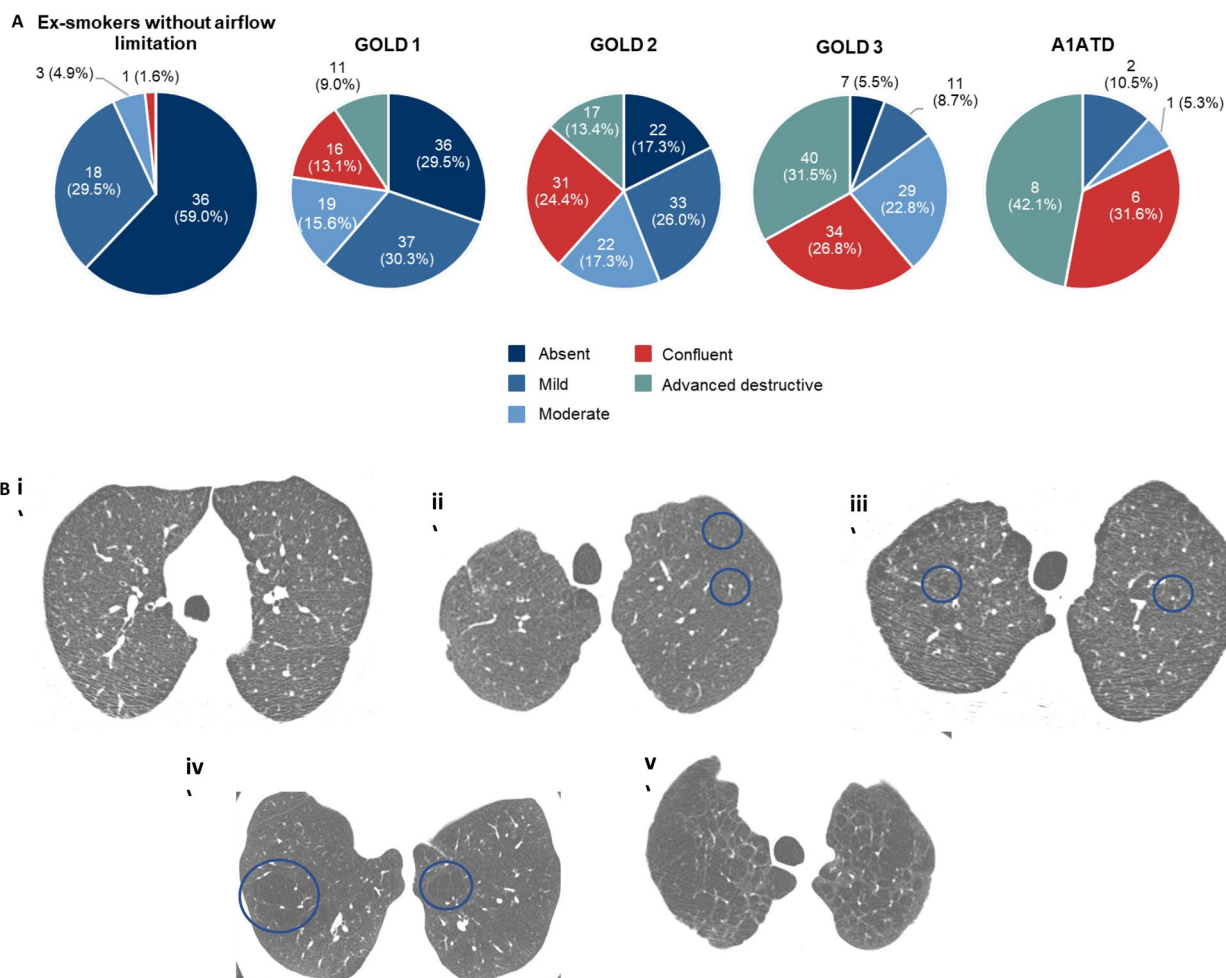 A Ex-smokers without airflow
limitation
GOLD 1
GOLD 2
GOLD 3
A1ATD
3 (4.9%)
1 (1.6%)
18
(29.5%)
36
(59.0%)
11
(9.0%)
16
(13.1%)
36
(29.5%)
19
(15.6%)
37
(30.3%)
17
(13.4%)
22
(17.3%)
31
(24.4%)
33
(26.0%)
22
(17.3%)
7 (5.5%)
11
(8.7%)
40
(31.5%)
29
(22.8%)
34
(26.8%)
2
(10.5%)
1 (5.3%)
8
(42.1%)
6
(31.6%)
Absent
Mild
Moderate
Confluent
Advanced destructive
B i
ii
iii
iv
v